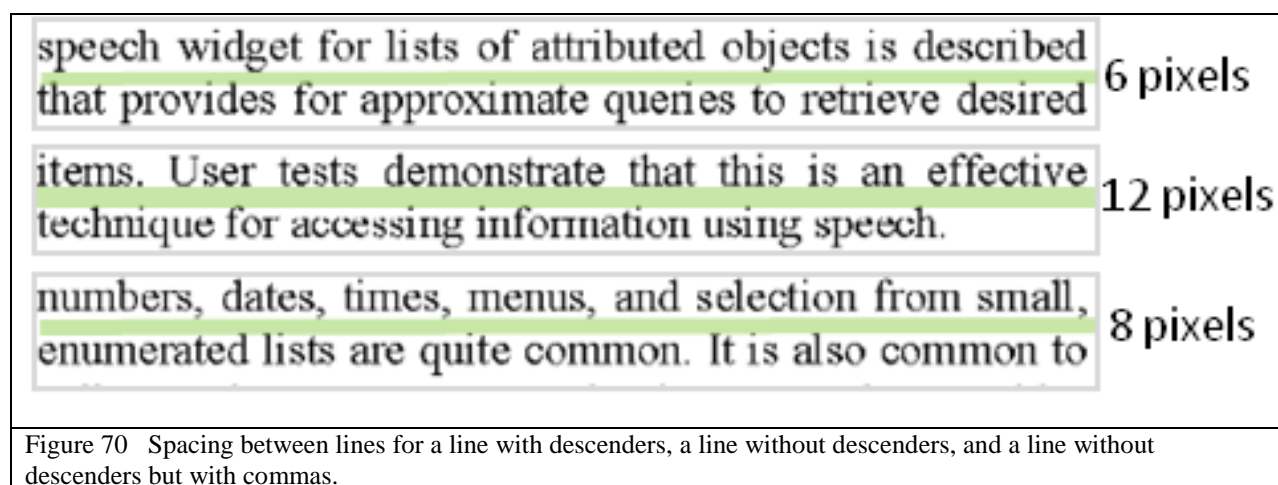 speech widget for lists of attributed objects is described
that provides for approximate queries to retrieve desired
6 pixels
items. User tests demonstrate that this is an effective
technique for accessing information using speech.
12 pixels
numbers, dates, times, menus, and selection from small,
enumerated lists are quite common. It is also common to
8 pixels
Figure 70 Spacing between lines for a line with descenders, a line without descenders, and a line without
descenders but with commas.